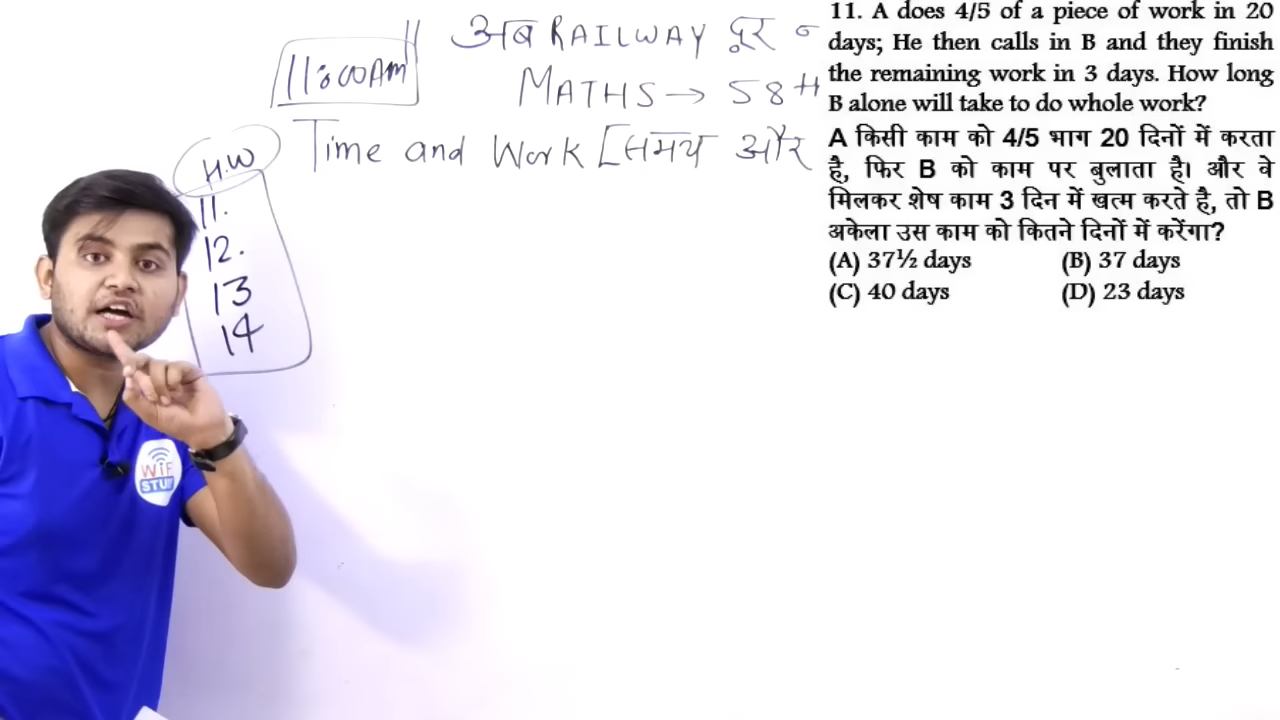 अब RAILWAY दूर न
11:00AM
MATHS → 58th
Time and Work [समय और
H.W
11.
12.
13
14
WiFi
STUDY
11. A does 4/5 of a piece of work in 20
days; He then calls in B and they finish
the remaining work in 3 days. How long
B alone will take to do whole work?
A किसी काम को 4/5 भाग 20 दिनों में करता
है, फिर B को काम पर बुलाता है। और वे
मिलकर शेष काम 3 दिन में खत्म करते है, तो B
अकेला उस काम को कितने दिनों में करेंगा?
(A) 37½ days (B) 37 days
(C) 40 days (D) 23 days